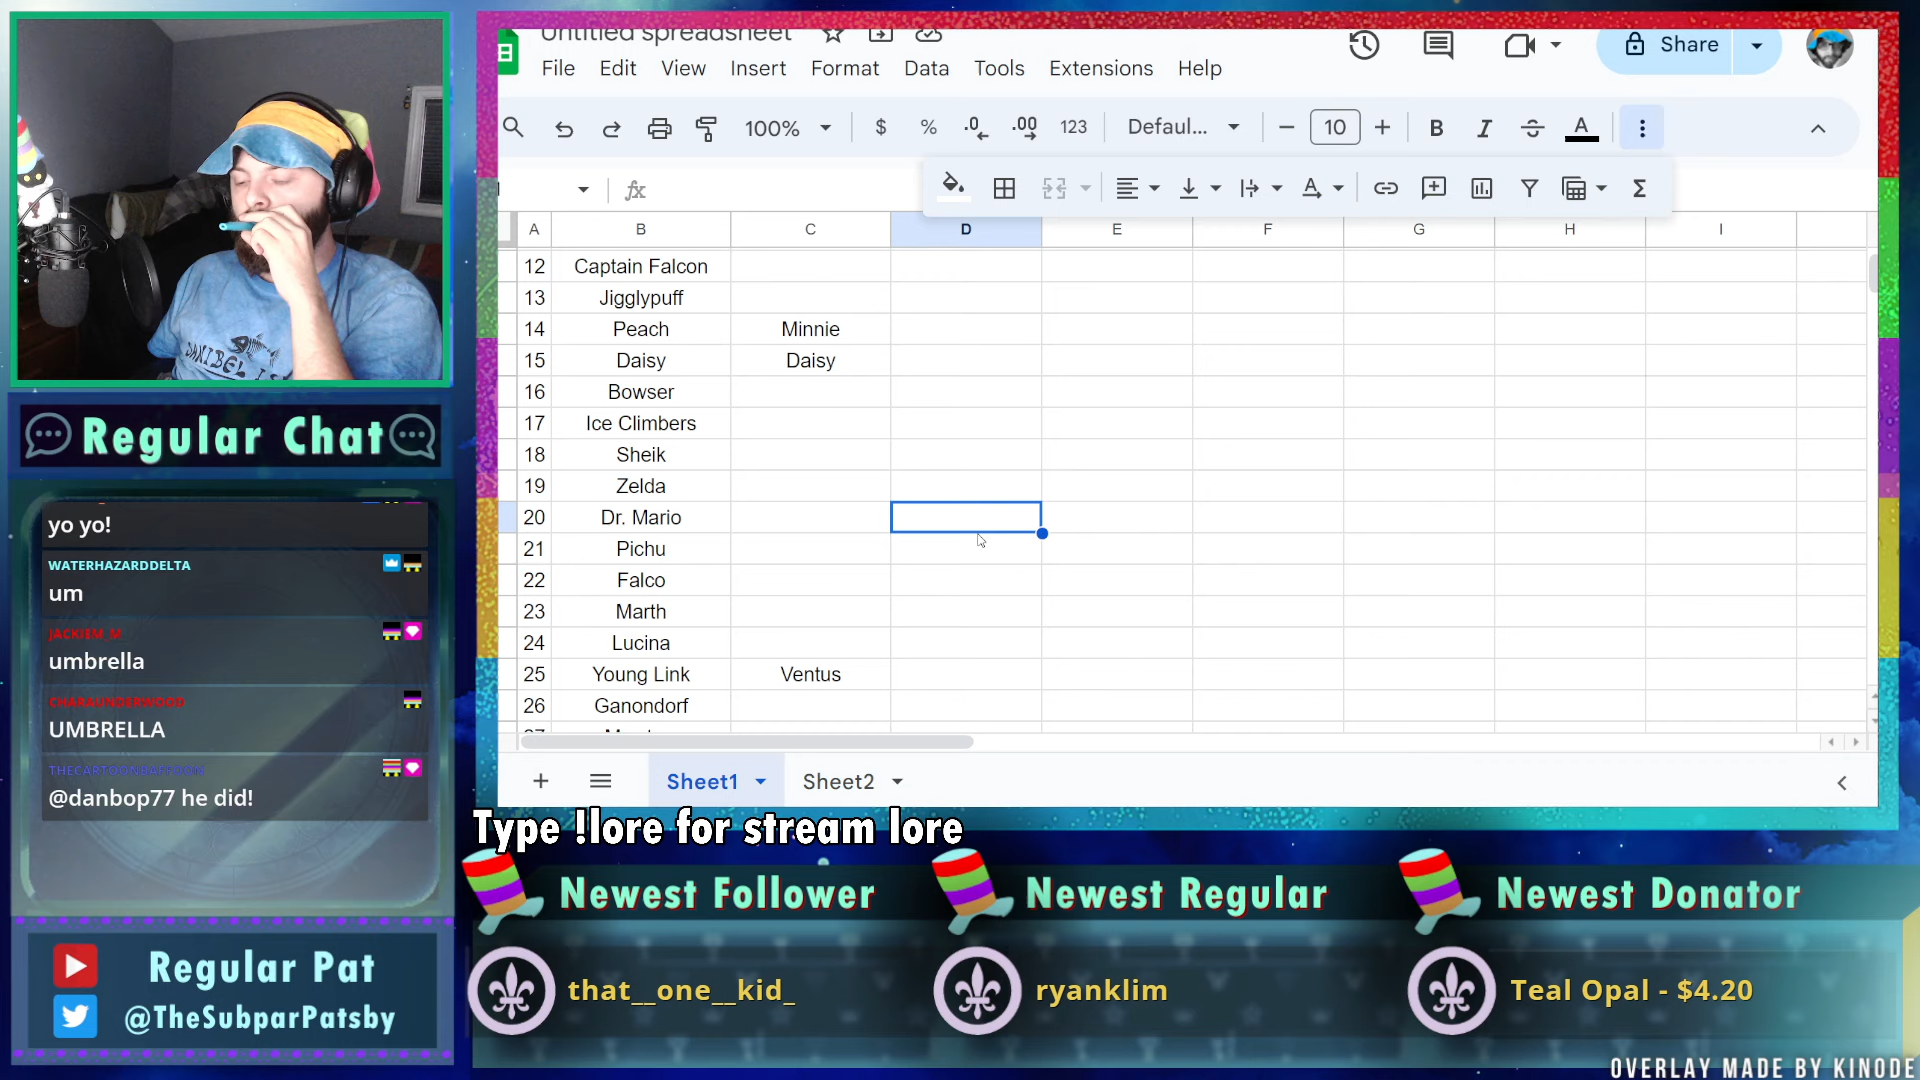 Untitled spreadsheet
File Edit View Insert Format Data Tools Extensions Help
Share
100% $ % .0 .00 123 Defaul... 10 B I S A
fx
A B C D E F G H I
12 Captain Falcon
13 Jigglypuff
14 Peach Minnie
15 Daisy Daisy
16 Bowser
17 Ice Climbers
18 Sheik
19 Zelda
20 Dr. Mario
21 Pichu
22 Falco
23 Marth
24 Lucina
25 Young Link Ventus
26 Ganondorf
Sheet1 Sheet2
Regular Chat
yo yo!
WATERHAZARDDELTA
um
JACKIEM_M
umbrella
CHARAUNDERWOOD
UMBRELLA
@danbop77 he did!
Regular Pat
@TheSubparPatsby
Type !lore for stream lore
Newest Follower
that__one__kid_
Newest Regular
ryanklim
Newest Donator
Teal Opal - $4.20
OVERLAY MADE BY KINODE